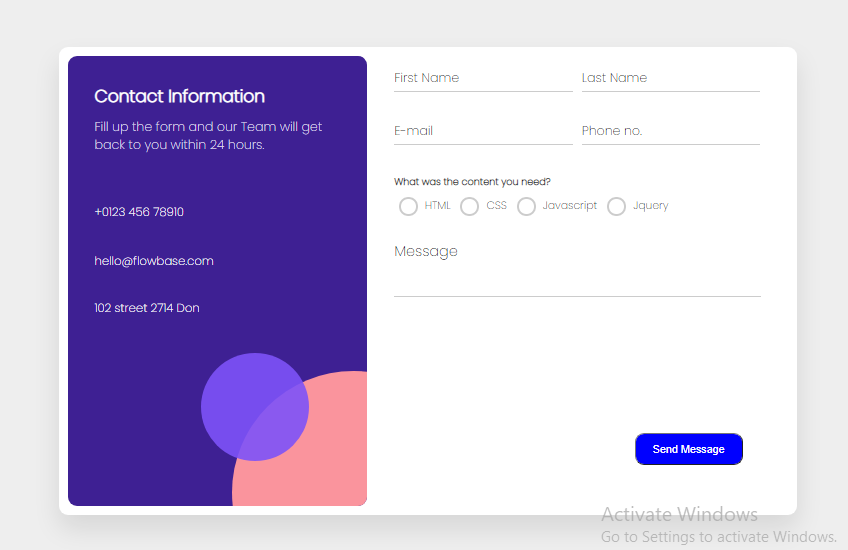 Contact Information
Fill up the form and our Team will get
back to you within 24 hours.
+0123 456 78910
hello@flowbase.com
102 street 2714 Don
First Name
Last Name
E-mail
Phone no.
What was the content you need?
HTML
CSS
Javascript
Jquery
Message
Send Message
Activate Windows
Go to Settings to activate Windows.